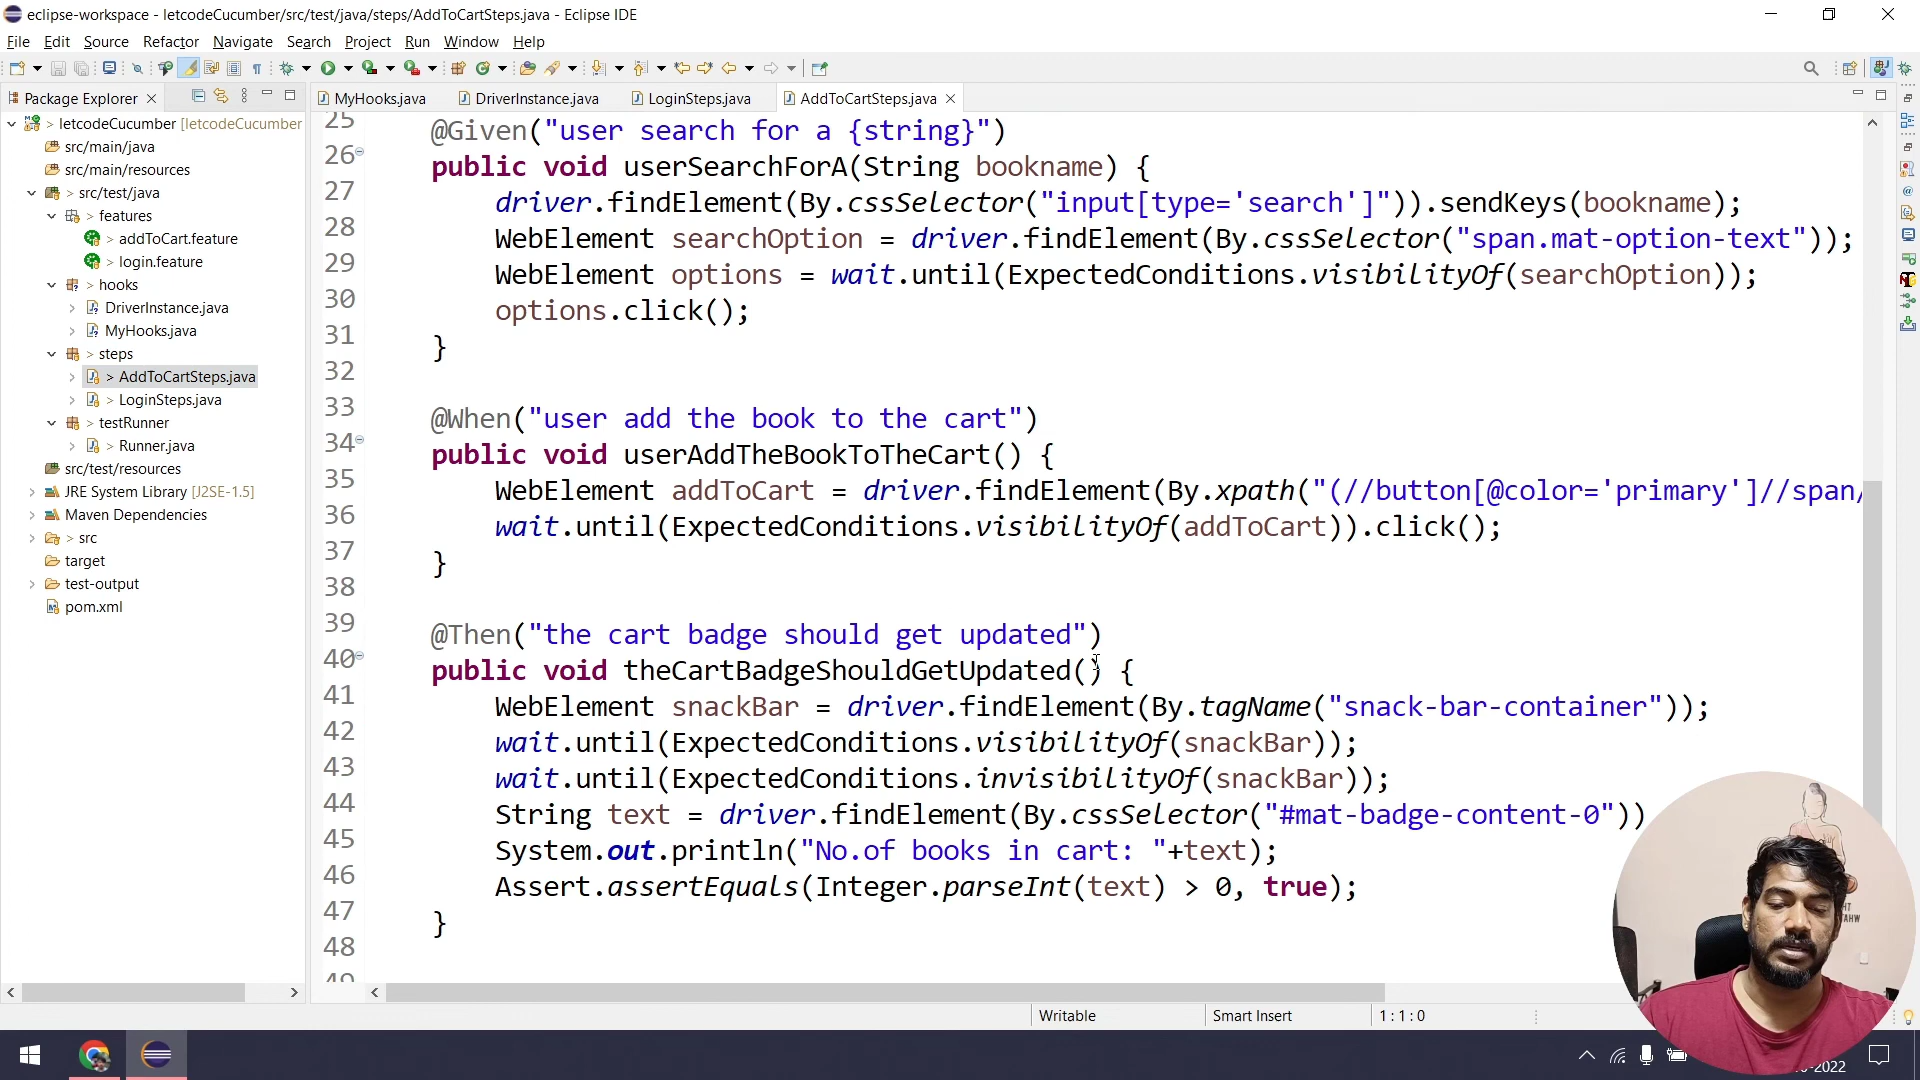 eclipse-workspace - letcodeCucumber/src/test/java/steps/AddToCartSteps.java - Eclipse IDE
File Edit Source Refactor Navigate Search Project Run Window Help
Package Explorer
MyHooks.java DriverInstance.java LoginSteps.java AddToCartSteps.java
> letcodeCucumber [letcodeCucumber
src/main/java
src/main/resources
> src/test/java
> features
> addToCart.feature
> login.feature
> hooks
> DriverInstance.java
> MyHooks.java
> steps
> AddToCartSteps.java
> LoginSteps.java
> testRunner
> Runner.java
src/test/resources
JRE System Library [J2SE-1.5]
Maven Dependencies
> src
target
test-output
pom.xml
25 @Given("user search for a {string}")
26 public void userSearchForA(String bookname) {
27 driver.findElement(By.cssSelector("input[type='search']")).sendKeys(bookname);
28 WebElement searchOption = driver.findElement(By.cssSelector("span.mat-option-text"));
29 WebElement options = wait.until(ExpectedConditions.visibilityOf(searchOption));
30 options.click();
31 }
32
33 @When("user add the book to the cart")
34 public void userAddTheBookToTheCart() {
35 WebElement addToCart = driver.findElement(By.xpath("(//button[@color='primary']//span/
36 wait.until(ExpectedConditions.visibilityOf(addToCart)).click();
37 }
38
39 @Then("the cart badge should get updated")
40 public void theCartBadgeShouldGetUpdated() {
41 WebElement snackBar = driver.findElement(By.tagName("snack-bar-container"));
42 wait.until(ExpectedConditions.visibilityOf(snackBar));
43 wait.until(ExpectedConditions.invisibilityOf(snackBar));
44 String text = driver.findElement(By.cssSelector("#mat-badge-content-0"))
45 System.out.println("No.of books in cart: "+text);
46 Assert.assertEquals(Integer.parseInt(text) > 0, true);
47 }
48
49
Writable Smart Insert 1 : 1 : 0
-2022